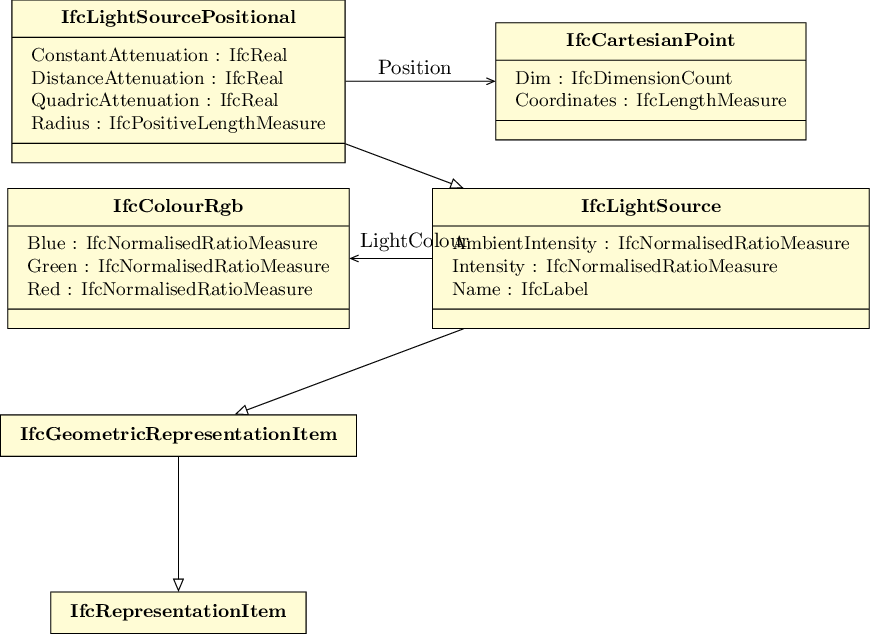 IfcLightSourcePositional
ConstantAttenuation : IfcReal
DistanceAttenuation : IfcReal
QuadricAttenuation : IfcReal
Radius : IfcPositiveLengthMeasure
Position
IfcCartesianPoint
Dim : IfcDimensionCount
Coordinates : IfcLengthMeasure
IfcColourRgb
Blue : IfcNormalisedRatioMeasure
Green : IfcNormalisedRatioMeasure
Red : IfcNormalisedRatioMeasure
LightColour
IfcLightSource
AmbientIntensity : IfcNormalisedRatioMeasure
Intensity : IfcNormalisedRatioMeasure
Name : IfcLabel
IfcGeometricRepresentationItem
IfcRepresentationItem